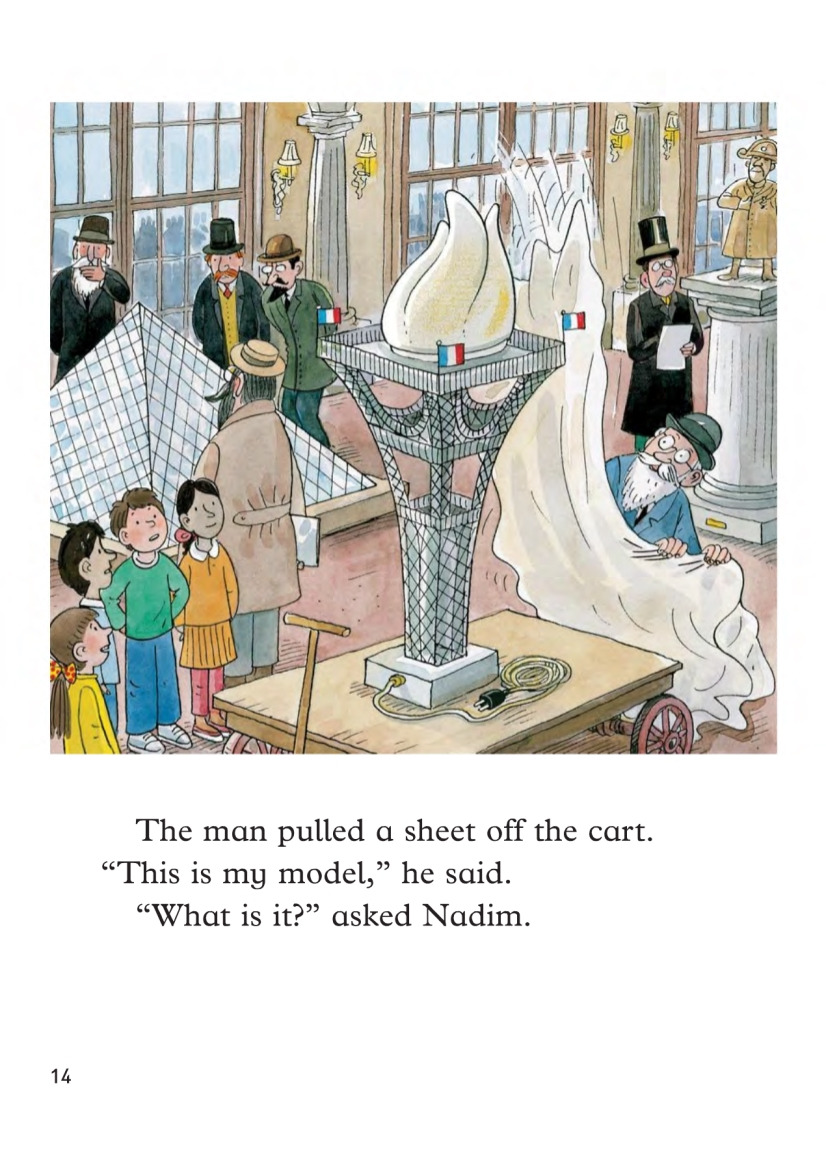 The man pulled a sheet off the cart.
“This is my model,” he said.
“What is it?” asked Nadim.
14